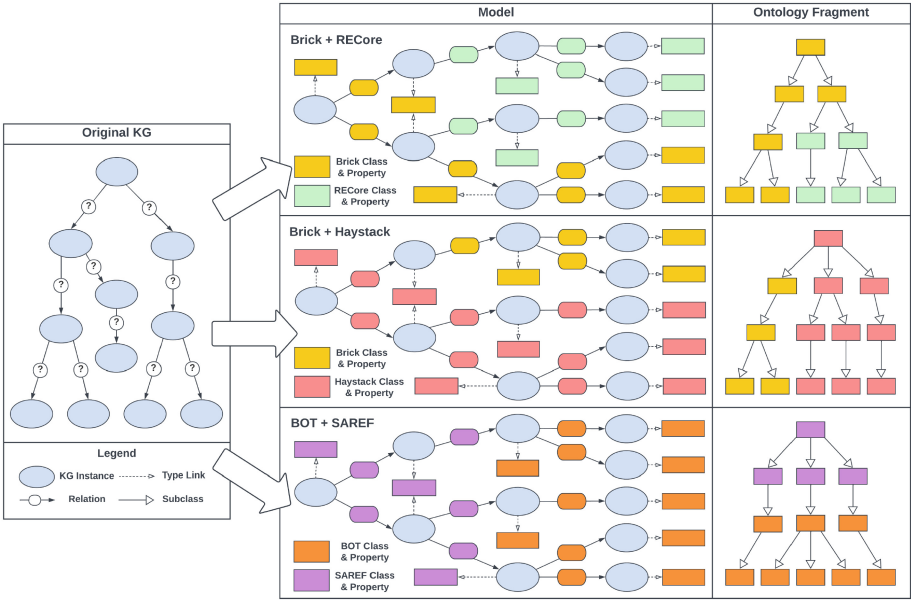 Model
Ontology Fragment
Original KG
?
?
?
?
?
?
?
?
?
?
Legend
KG Instance
Type Link
Relation
Subclass
Brick + RECore
Brick Class
& Property
RECore Class
& Property
Brick + Haystack
Brick Class
& Property
Haystack Class
& Property
BOT + SAREF
BOT Class
& Property
SAREF Class
& Property